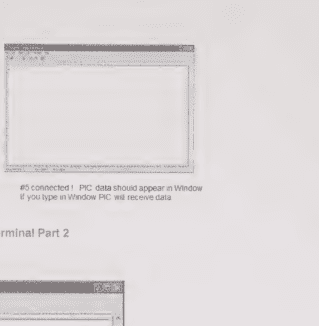 #5 connected ! PIC data should appear in Window
If you type in Window PIC will receive data
rminal Part 2